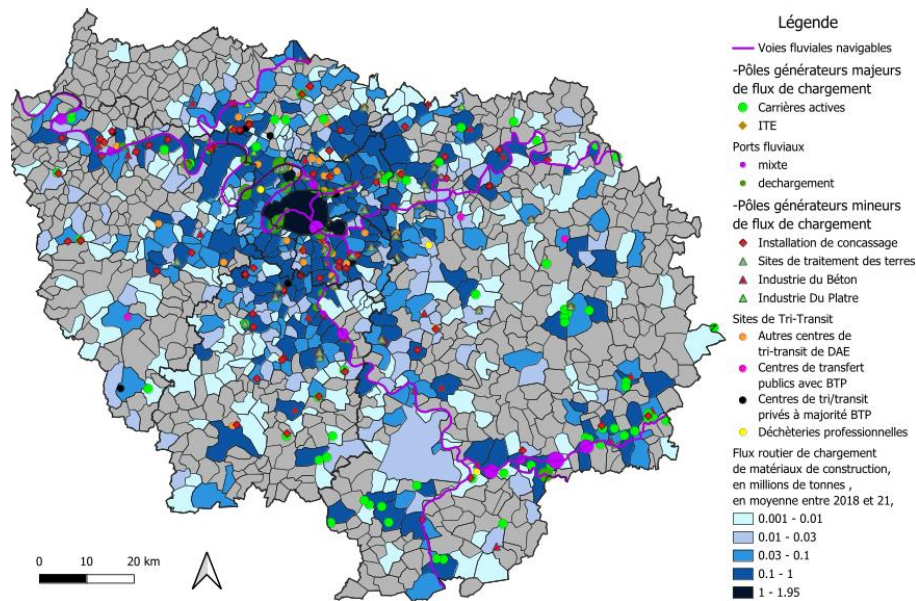 Légende
Voies fluviales navigables
-Pôles générateurs majeurs
de flux de chargement
Carrières actives
ITE
Ports fluviaux
mixte
dechargement
-Pôles générateurs mineurs
de flux de chargement
Installation de concassage
Sites de traitement des terres
Industrie du Béton
Industrie Du Platre
Sites de Tri-Transit
Autres centres de
tri-transit de DAE
Centres de transfert
publics avec BTP
Centres de tri/transit
privés à majorité BTP
Déchèteries professionnelles
Flux routier de chargement
de matériaux de construction,
en millions de tonnes ,
en moyenne entre 2018 et 21,
0.001 - 0.01
0.01 - 0.03
0.03 - 0.1
0.1 - 1
1 - 1.95
0 10 20 km